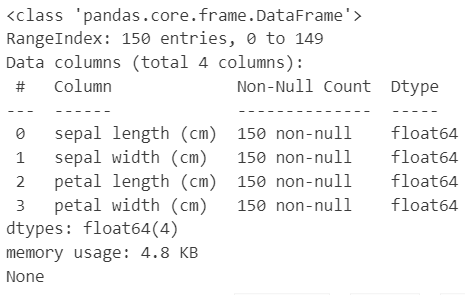 <class 'pandas.core.frame.DataFrame'>
RangeIndex: 150 entries, 0 to 149
Data columns (total 4 columns):
 #   Column             Non-Null Count  Dtype
---  ------             --------------  -----
 0   sepal length (cm)  150 non-null    float64
 1   sepal width (cm)   150 non-null    float64
 2   petal length (cm)  150 non-null    float64
 3   petal width (cm)   150 non-null    float64
dtypes: float64(4)
memory usage: 4.8 KB
None